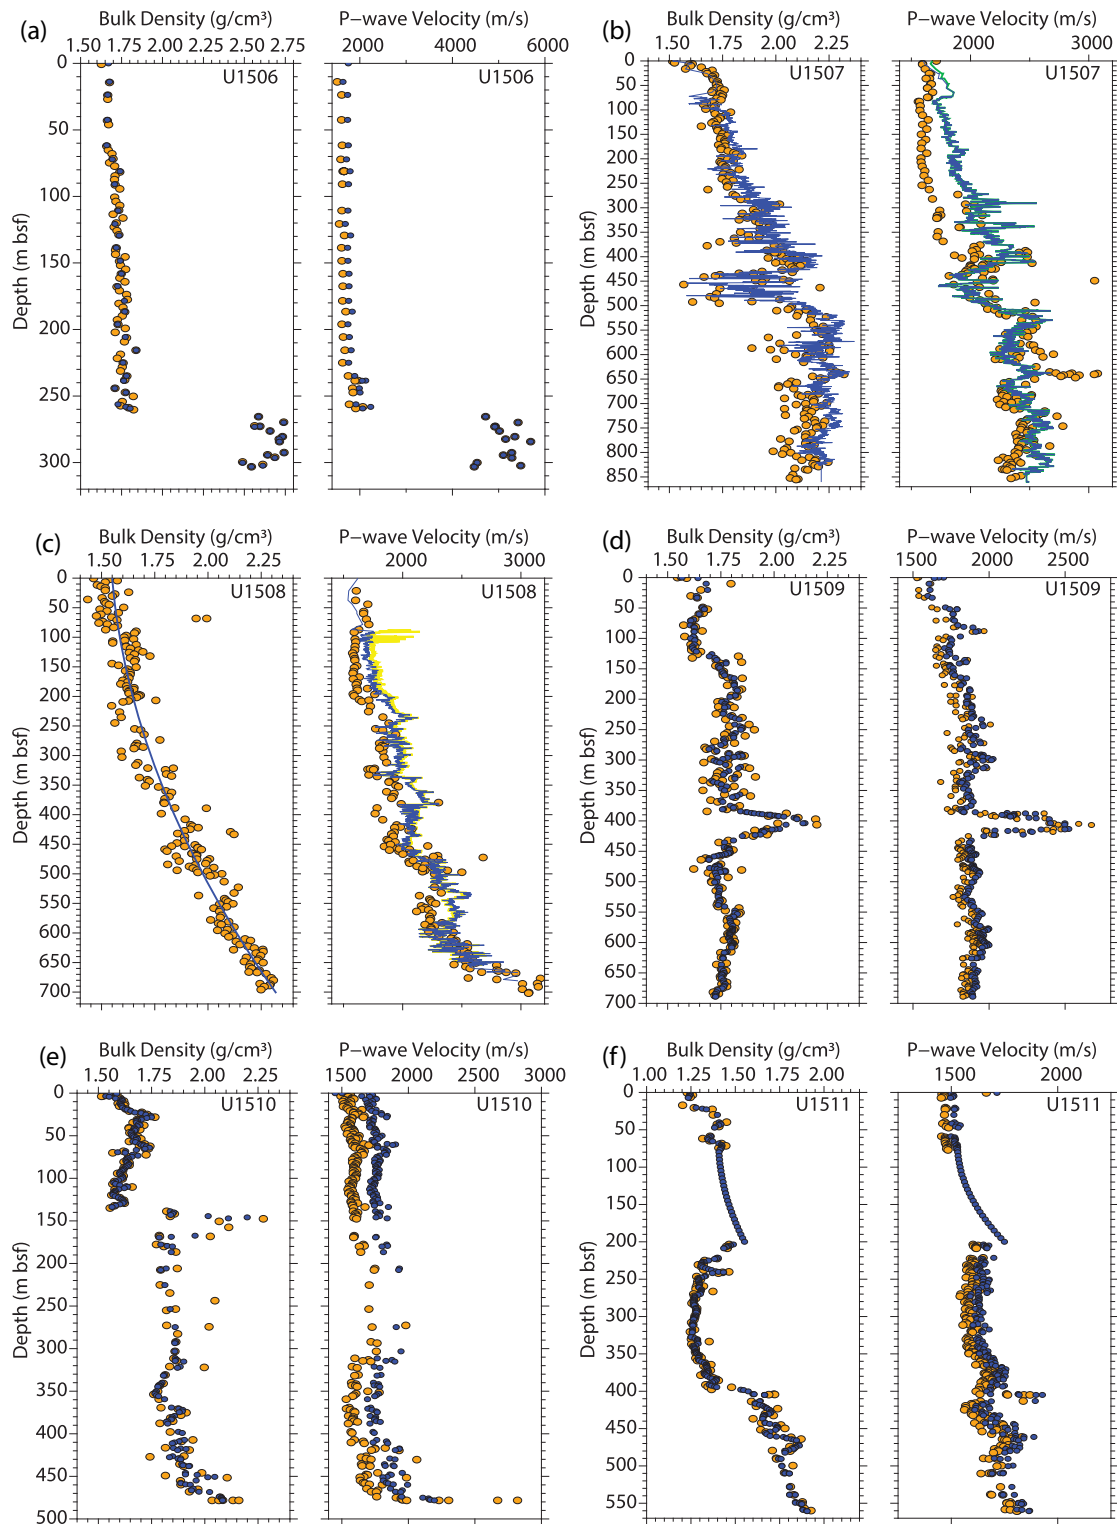 (a)
Bulk Density (g/cm³)
1.50 1.75 2.00 2.50 2.75
U1506
P−wave Velocity (m/s)
2000 4000 6000
U1506
Depth (m bsf)
0
50
100
150
200
250
300
(b)
Bulk Density (g/cm³)
1.50 1.75 2.00 2.25
U1507
P−wave Velocity (m/s)
2000 3000
U1507
Depth (m bsf)
0
50
100
150
200
250
300
350
400
450
500
550
600
650
700
750
800
850
(c)
Bulk Density (g/cm³)
1.50 1.75 2.00 2.25
U1508
P−wave Velocity (m/s)
2000 3000
U1508
Depth (m bsf)
0
50
100
150
200
250
300
350
400
450
500
550
600
650
700
(d)
Bulk Density (g/cm³)
1.50 1.75 2.00 2.25
U1509
P−wave Velocity (m/s)
1500 2000 2500
U1509
Depth (m bsf)
0
50
100
150
200
250
300
350
400
450
500
550
600
650
700
(e)
Bulk Density (g/cm³)
1.50 1.75 2.00 2.25
U1510
P−wave Velocity (m/s)
1500 2000 2500 3000
U1510
Depth (m bsf)
0
50
100
150
200
250
300
350
400
450
500
(f)
Bulk Density (g/cm³)
1.00 1.25 1.50 1.75 2.00
U1511
P−wave Velocity (m/s)
1500 2000
U1511
Depth (m bsf)
0
50
100
150
200
250
300
350
400
450
500
550